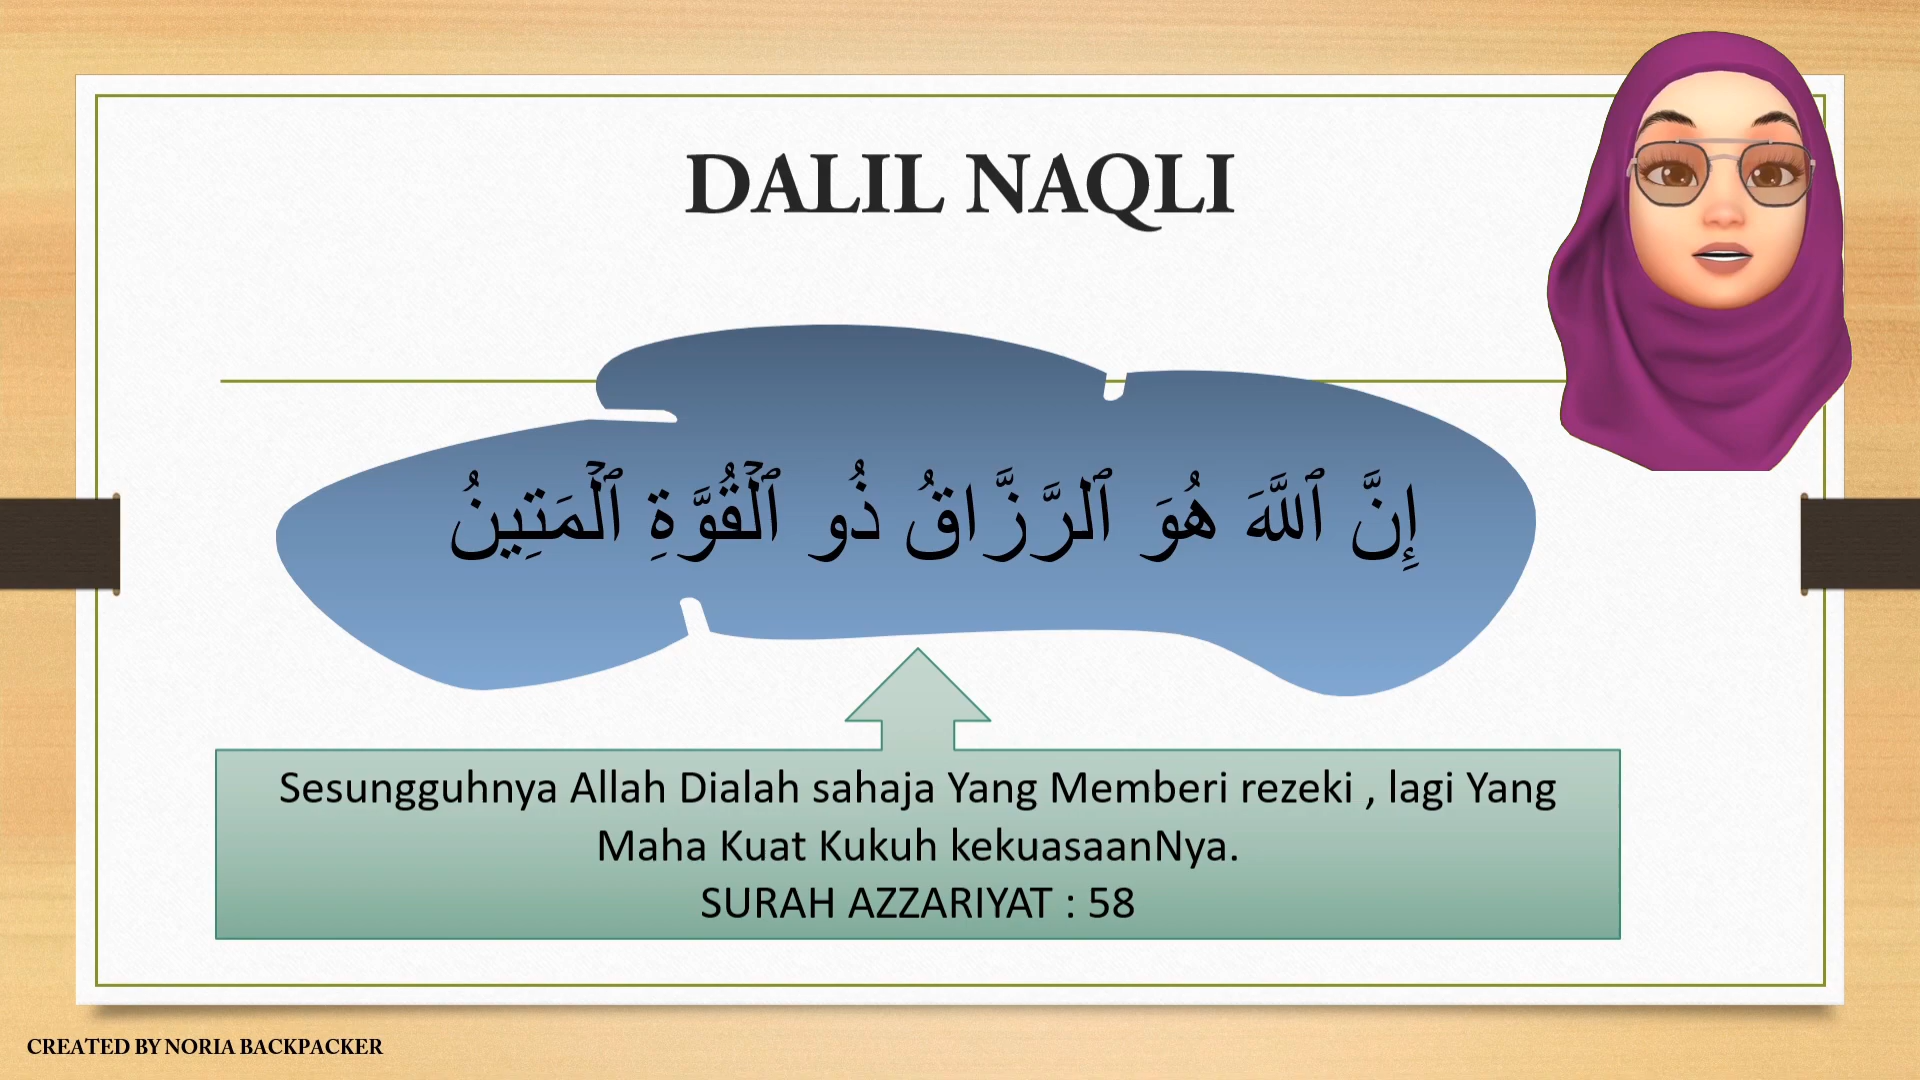 DALIL NAQLI
إِنَّ ٱللَّهَ هُوَ ٱلرَّزَّاقُ ذُو ٱلْقُوَّةِ ٱلْمَتِينُ
Sesungguhnya Allah Dialah sahaja Yang Memberi rezeki , lagi Yang
Maha Kuat Kukuh kekuasaanNya.
SURAH AZZARIYAT : 58
CREATED BY NORIA BACKPACKER